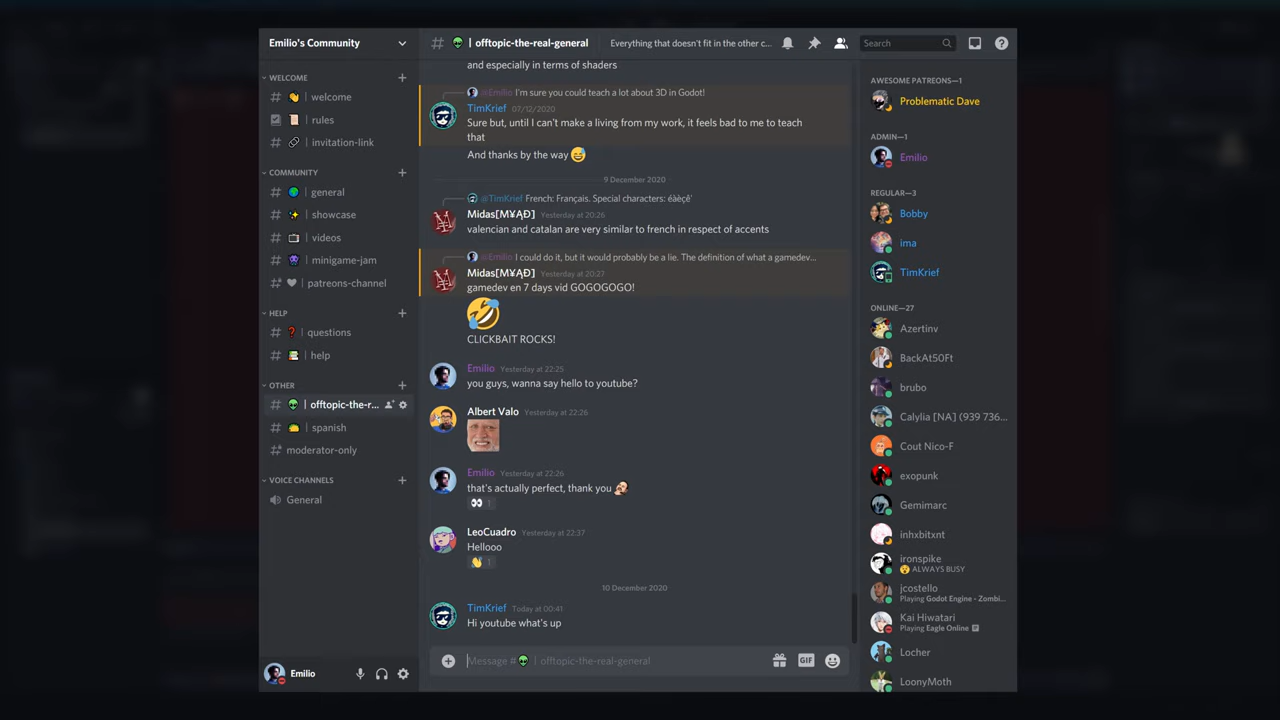 Emilio's Community
WELCOME
welcome
rules
invitation-link
COMMUNITY
| general
| showcase
| videos
| minigame-jam
| patreons-channel
HELP
| questions
| help
OTHER
| offtopic-the-r...
| spanish
moderator-only
VOICE CHANNELS
General
Emilio
# | offtopic-the-real-general
Everything that doesn't fit in the other c...
Search
and especially in terms of shaders
@Emilio I'm sure you could teach a lot about 3D in Godot!
TimKrief 07/12/2020
Sure but, until I can't make a living from my work, it feels bad to me to teach
that
And thanks by the way
9 December 2020
@TimKrief French: Français. Special characters: éàèçê'
Midas[M¥ĄĐ] Yesterday at 20:26
valencian and catalan are very similar to french in respect of accents
@Emilio I could do it, but it would probably be a lie. The definition of what a gamedev...
Midas[M¥ĄĐ] Yesterday at 20:27
gamedev en 7 days vid GOGOGOGO!
CLICKBAIT ROCKS!
Emilio Yesterday at 22:25
you guys, wanna say hello to youtube?
Albert Valo Yesterday at 22:26
Emilio Yesterday at 22:26
that's actually perfect, thank you
1
LeoCuadro Yesterday at 22:37
Hellooo
1
10 December 2020
TimKrief Today at 00:41
Hi youtube what's up
Message # | offtopic-the-real-general
GIF
AWESOME PATREONS—1
Problematic Dave
ADMIN—1
Emilio
REGULAR—3
Bobby
ima
TimKrief
ONLINE—27
Azertinv
BackAt50Ft
brubo
Calylia [NA] (939 736...
Cout Nico-F
exopunk
Gemimarc
inhxbitxnt
ironspike
ALWAYS BUSY
jcostello
Playing Godot Engine - Zombi...
Kai Hiwatari
Playing Eagle Online
Locher
LoonyMoth